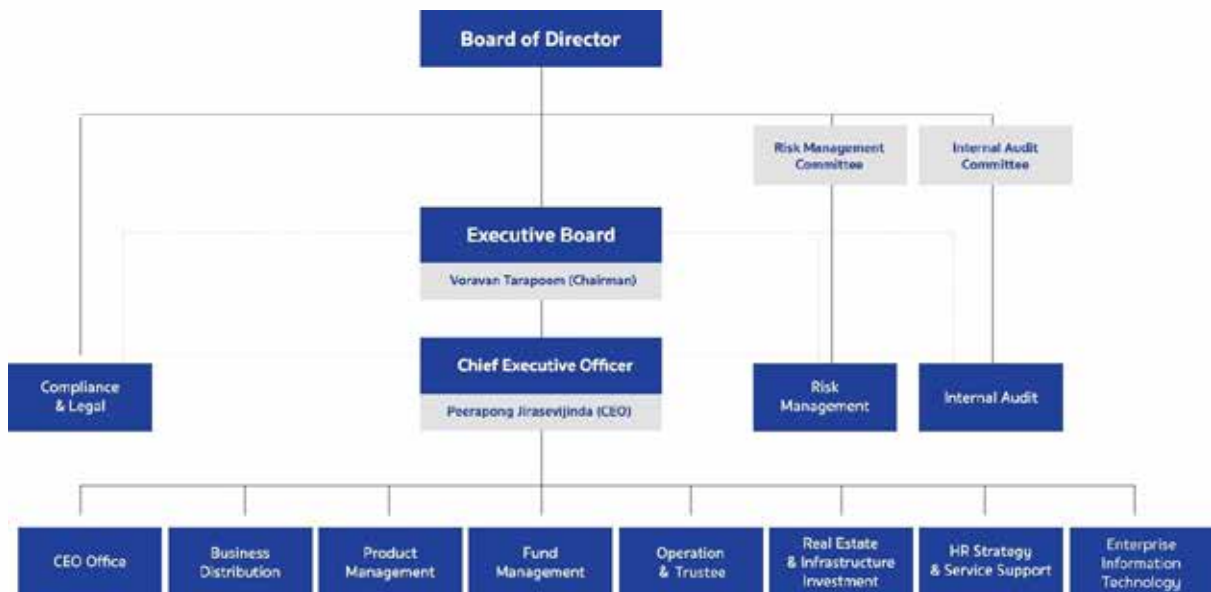 Board of Director
Risk Management
Committee
Internal Audit
Committee
Executive Board
Voravan Tarapoom (Chairman)
Chief Executive Officer
Peerapong Jirasevijinda (CEO)
Compliance
& Legal
Risk
Management
Internal Audit
CEO Office
Business
Distribution
Product
Management
Fund
Management
Operation
& Trustee
Real Estate
& Infrastructure
Investment
HR Strategy
& Service Support
Enterprise
Information
Technology